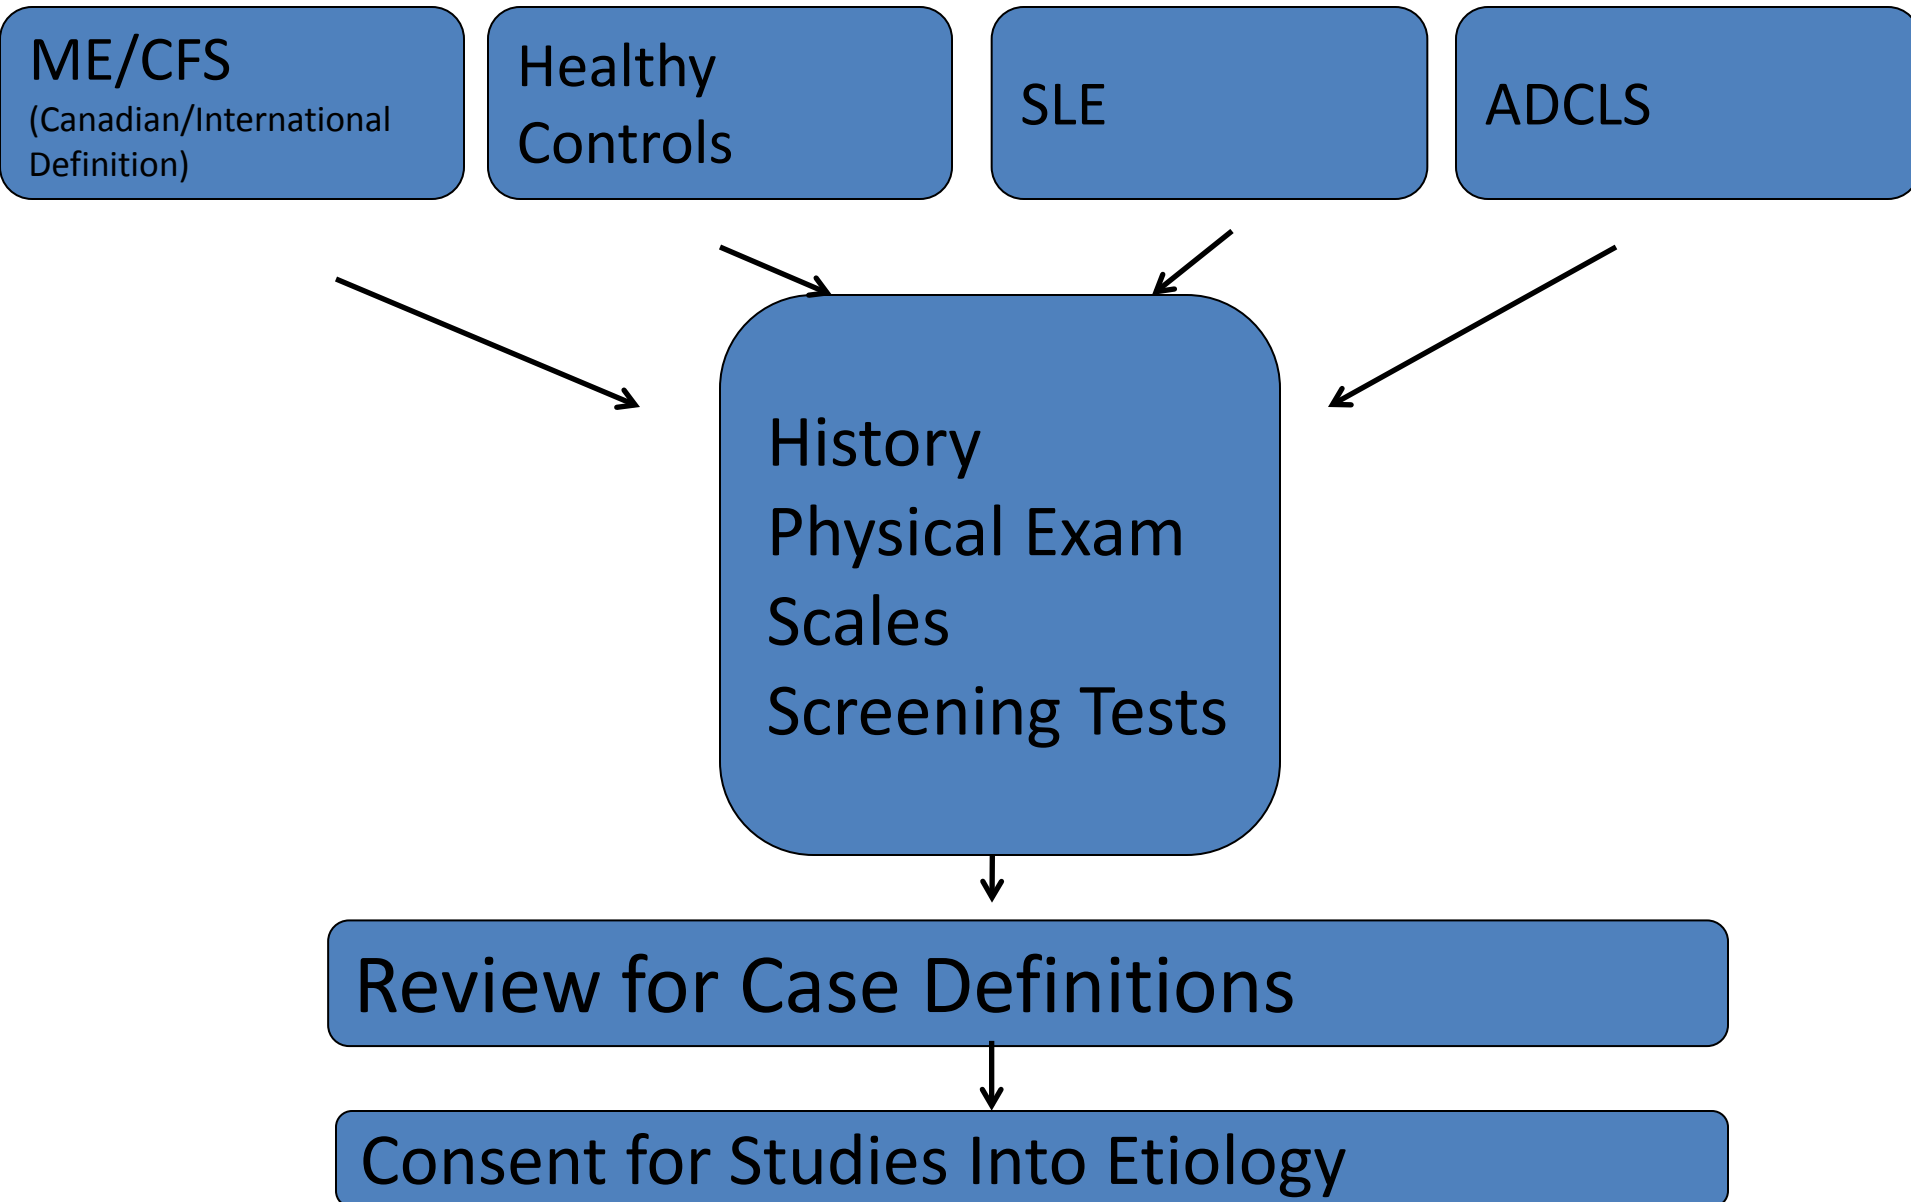 ME/CFS
(Canadian/International
Definition)
Healthy
Controls
SLE
ADCLS
History
Physical Exam
Scales
Screening Tests
Review for Case Definitions
Consent for Studies Into Etiology